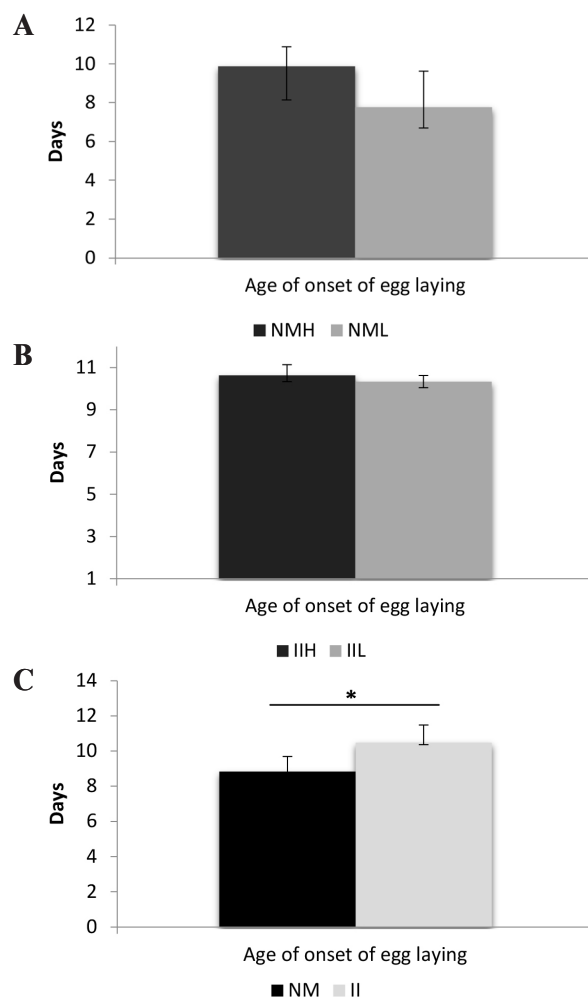 A
12
10
8
6
4
2
0
Days
Age of onset of egg laying
NMH NML
B
11
9
7
5
3
1
Days
Age of onset of egg laying
IIH IIL
C
14
12
10
8
6
4
2
0
Days
*
Age of onset of egg laying
NM II